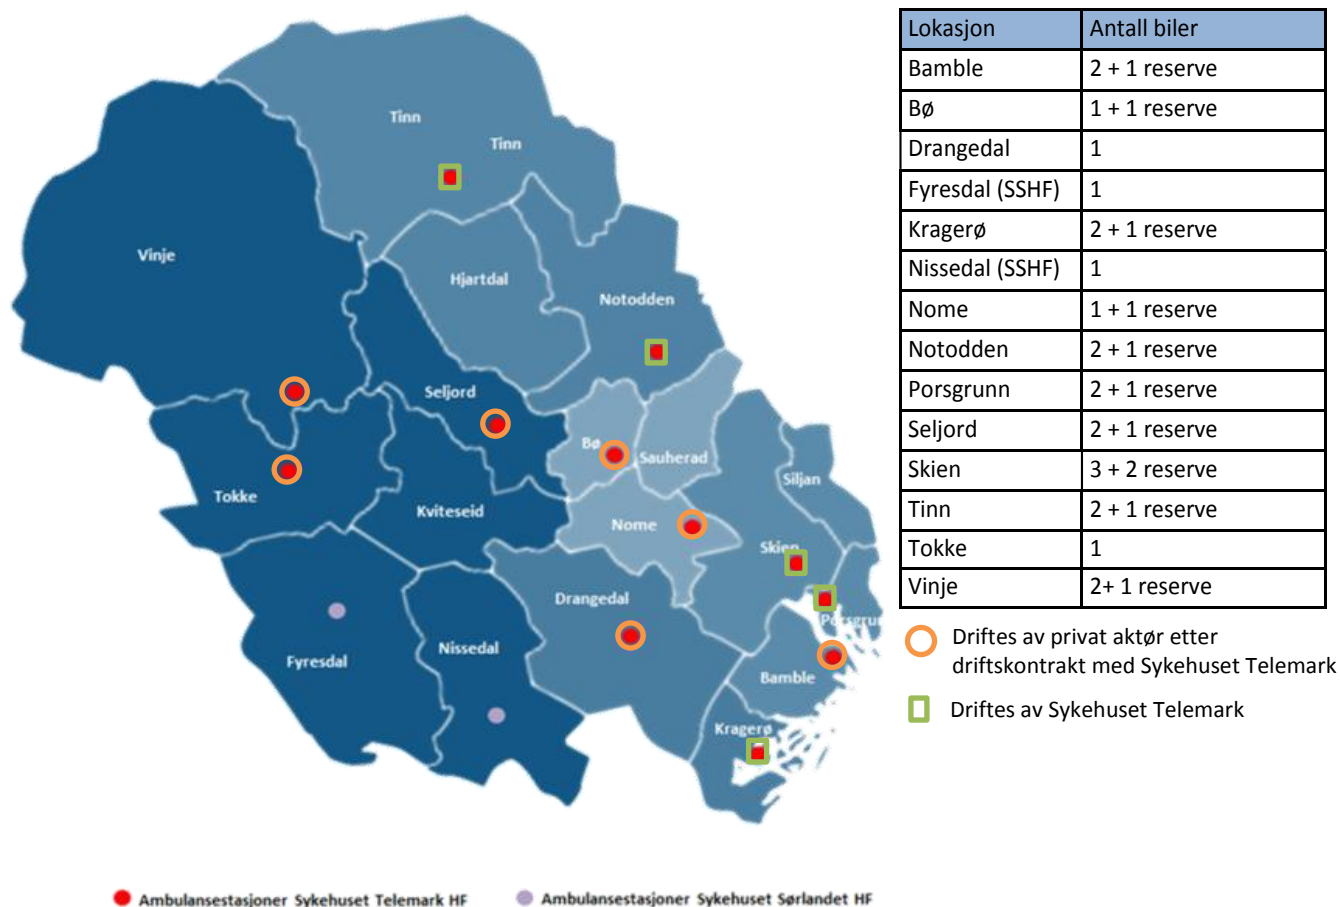 Tinn
Tinn
Vinje
Hjartdal
Notodden
Seljord
Bø
Sauherad
Siljan
Tokke
Kviteseid
Nome
Skien
Drangedal
Porsgrun
Fyresdal
Nissedal
Bamble
Kragerø
Ambulansestasjoner Sykehuset Telemark HF
Ambulansestasjoner Sykehuset Sørlandet HF
Lokasjon Antall biler
Bamble 2 + 1 reserve
Bø 1 + 1 reserve
Drangedal 1
Fyresdal (SSHF) 1
Kragerø 2 + 1 reserve
Nissedal (SSHF) 1
Nome 1 + 1 reserve
Notodden 2 + 1 reserve
Porsgrunn 2 + 1 reserve
Seljord 2 + 1 reserve
Skien 3 + 2 reserve
Tinn 2 + 1 reserve
Tokke 1
Vinje 2+ 1 reserve
Driftes av privat aktør etter
driftskontrakt med Sykehuset Telemark
Driftes av Sykehuset Telemark